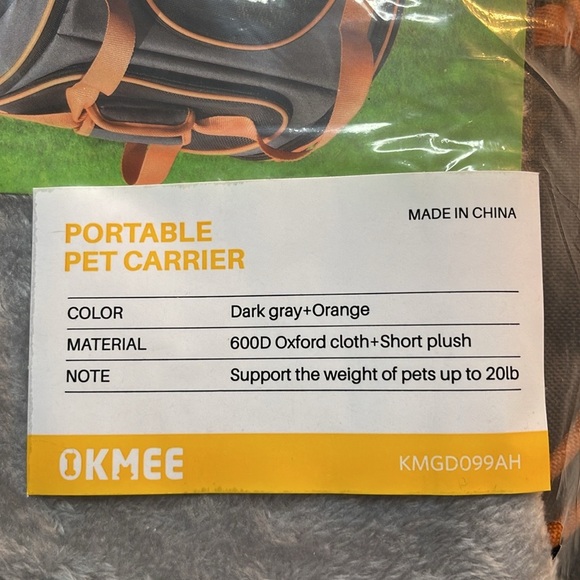 MADE IN CHINA
PORTABLE
PET CARRIER
COLOR Dark gray+Orange
MATERIAL 600D Oxford cloth+Short plush
NOTE Support the weight of pets up to 20lb
OKMEE KMGD099AH